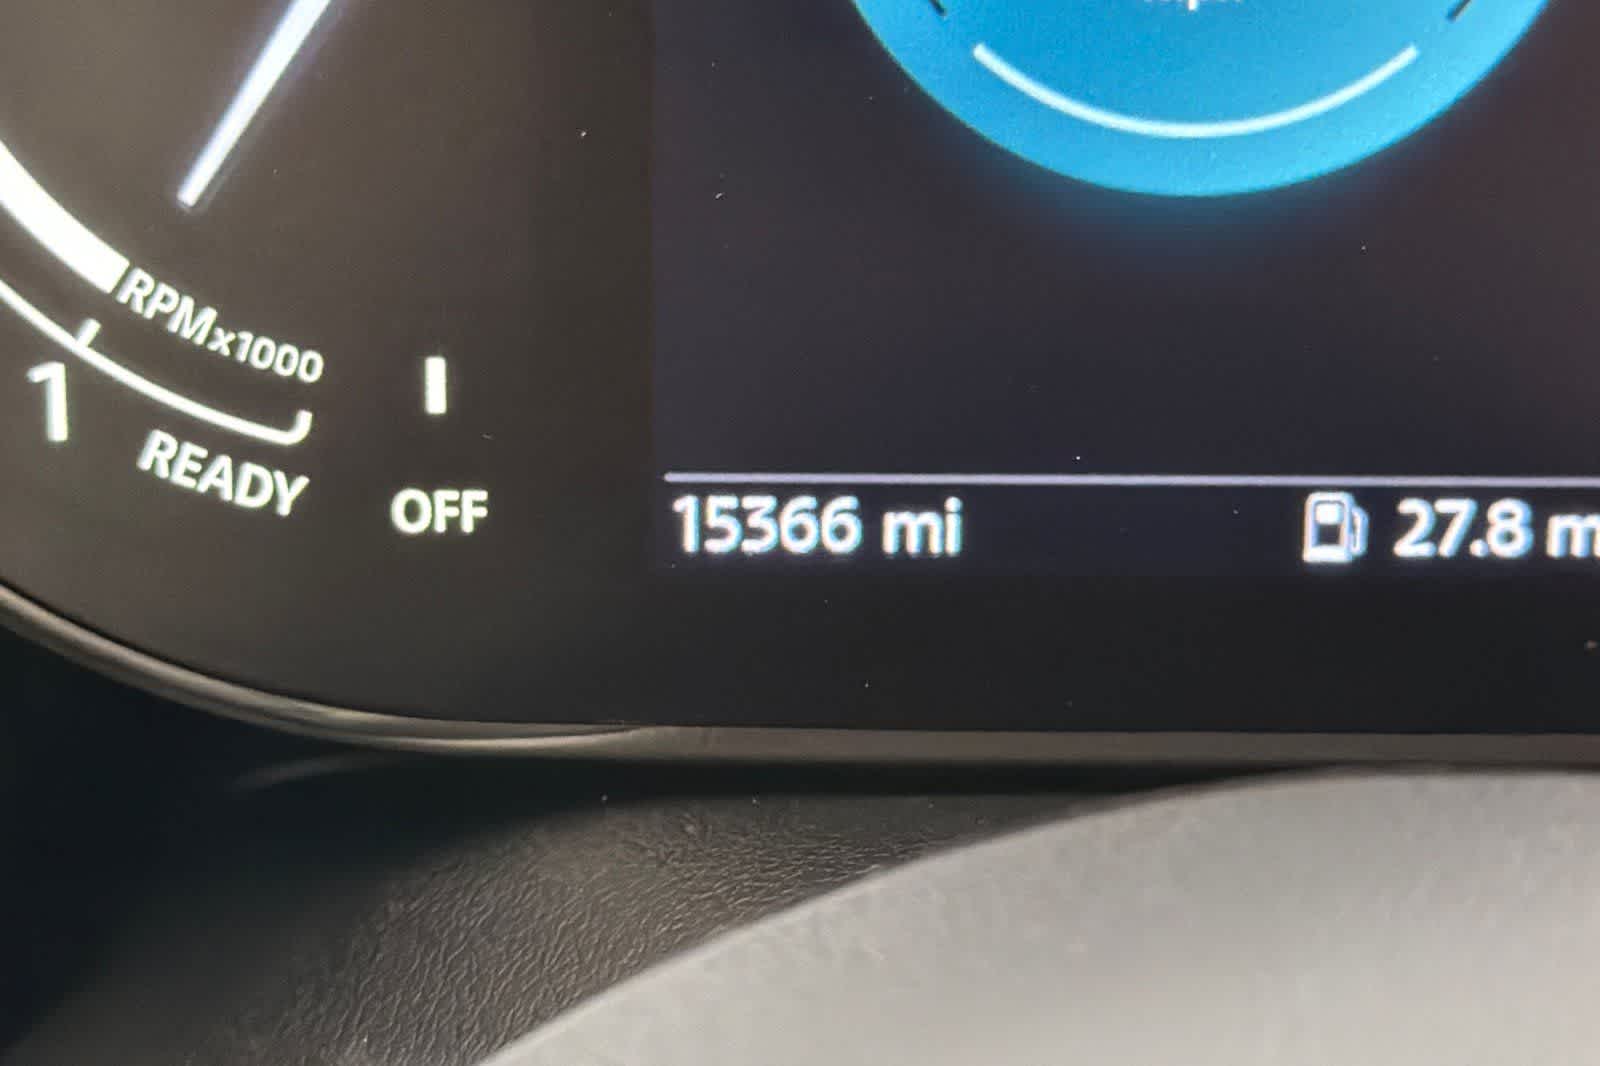 RPMx1000
1
READY
OFF
15366 mi
27.8 m